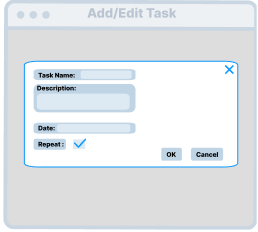 Add/Edit Task
Task Name:
Description:
Date:
Repeat :
OK Cancel